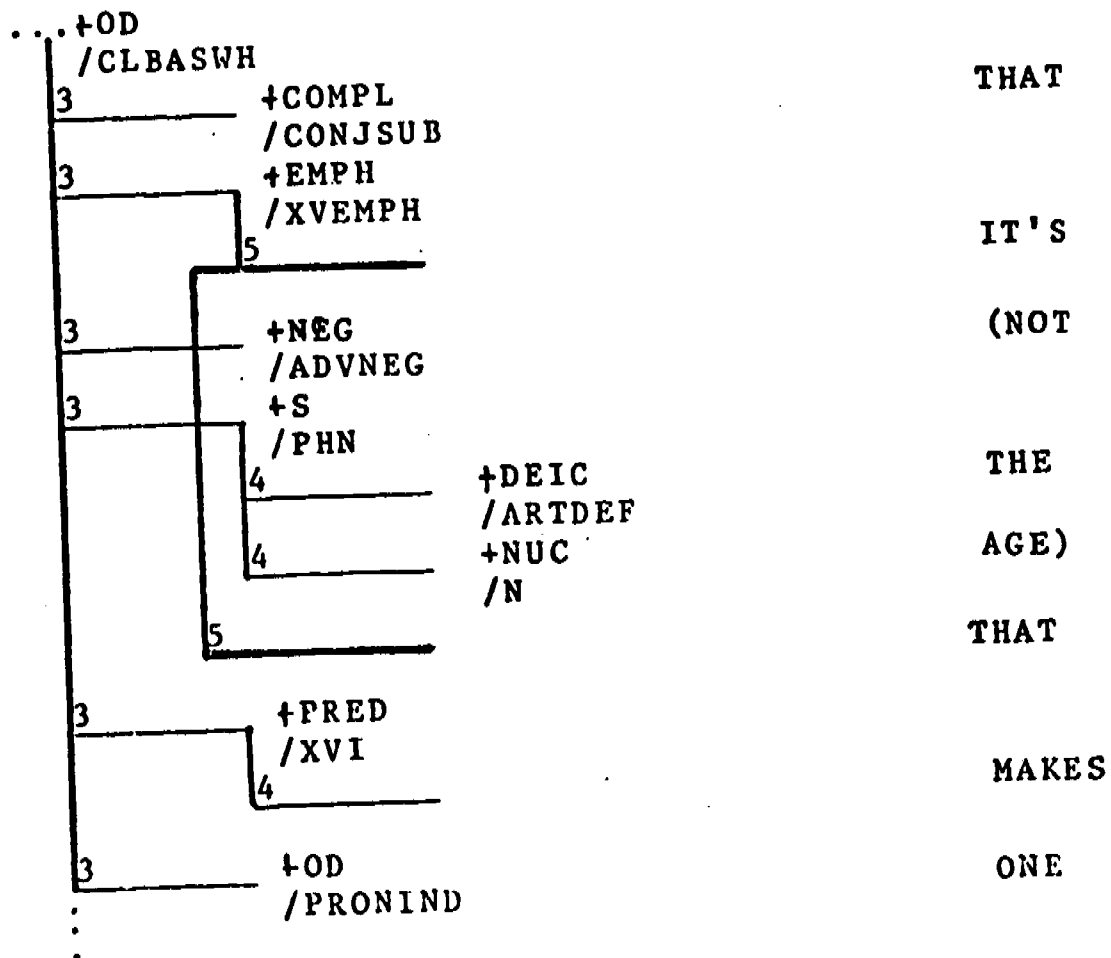 ...+OD
/CLBASWH
THAT
3 +COMPL
/CONJSUB
3 +EMPH
/XVEMPH
5 IT'S
3 +NEG (NOT
/ADVNEG
3 +S
/PHN
4 +DEIC THE
/ARTDEF
4 +NUC AGE)
/N
5 THAT
3 +PRED
/XVI
4 MAKES
3 +OD ONE
/PRONIND